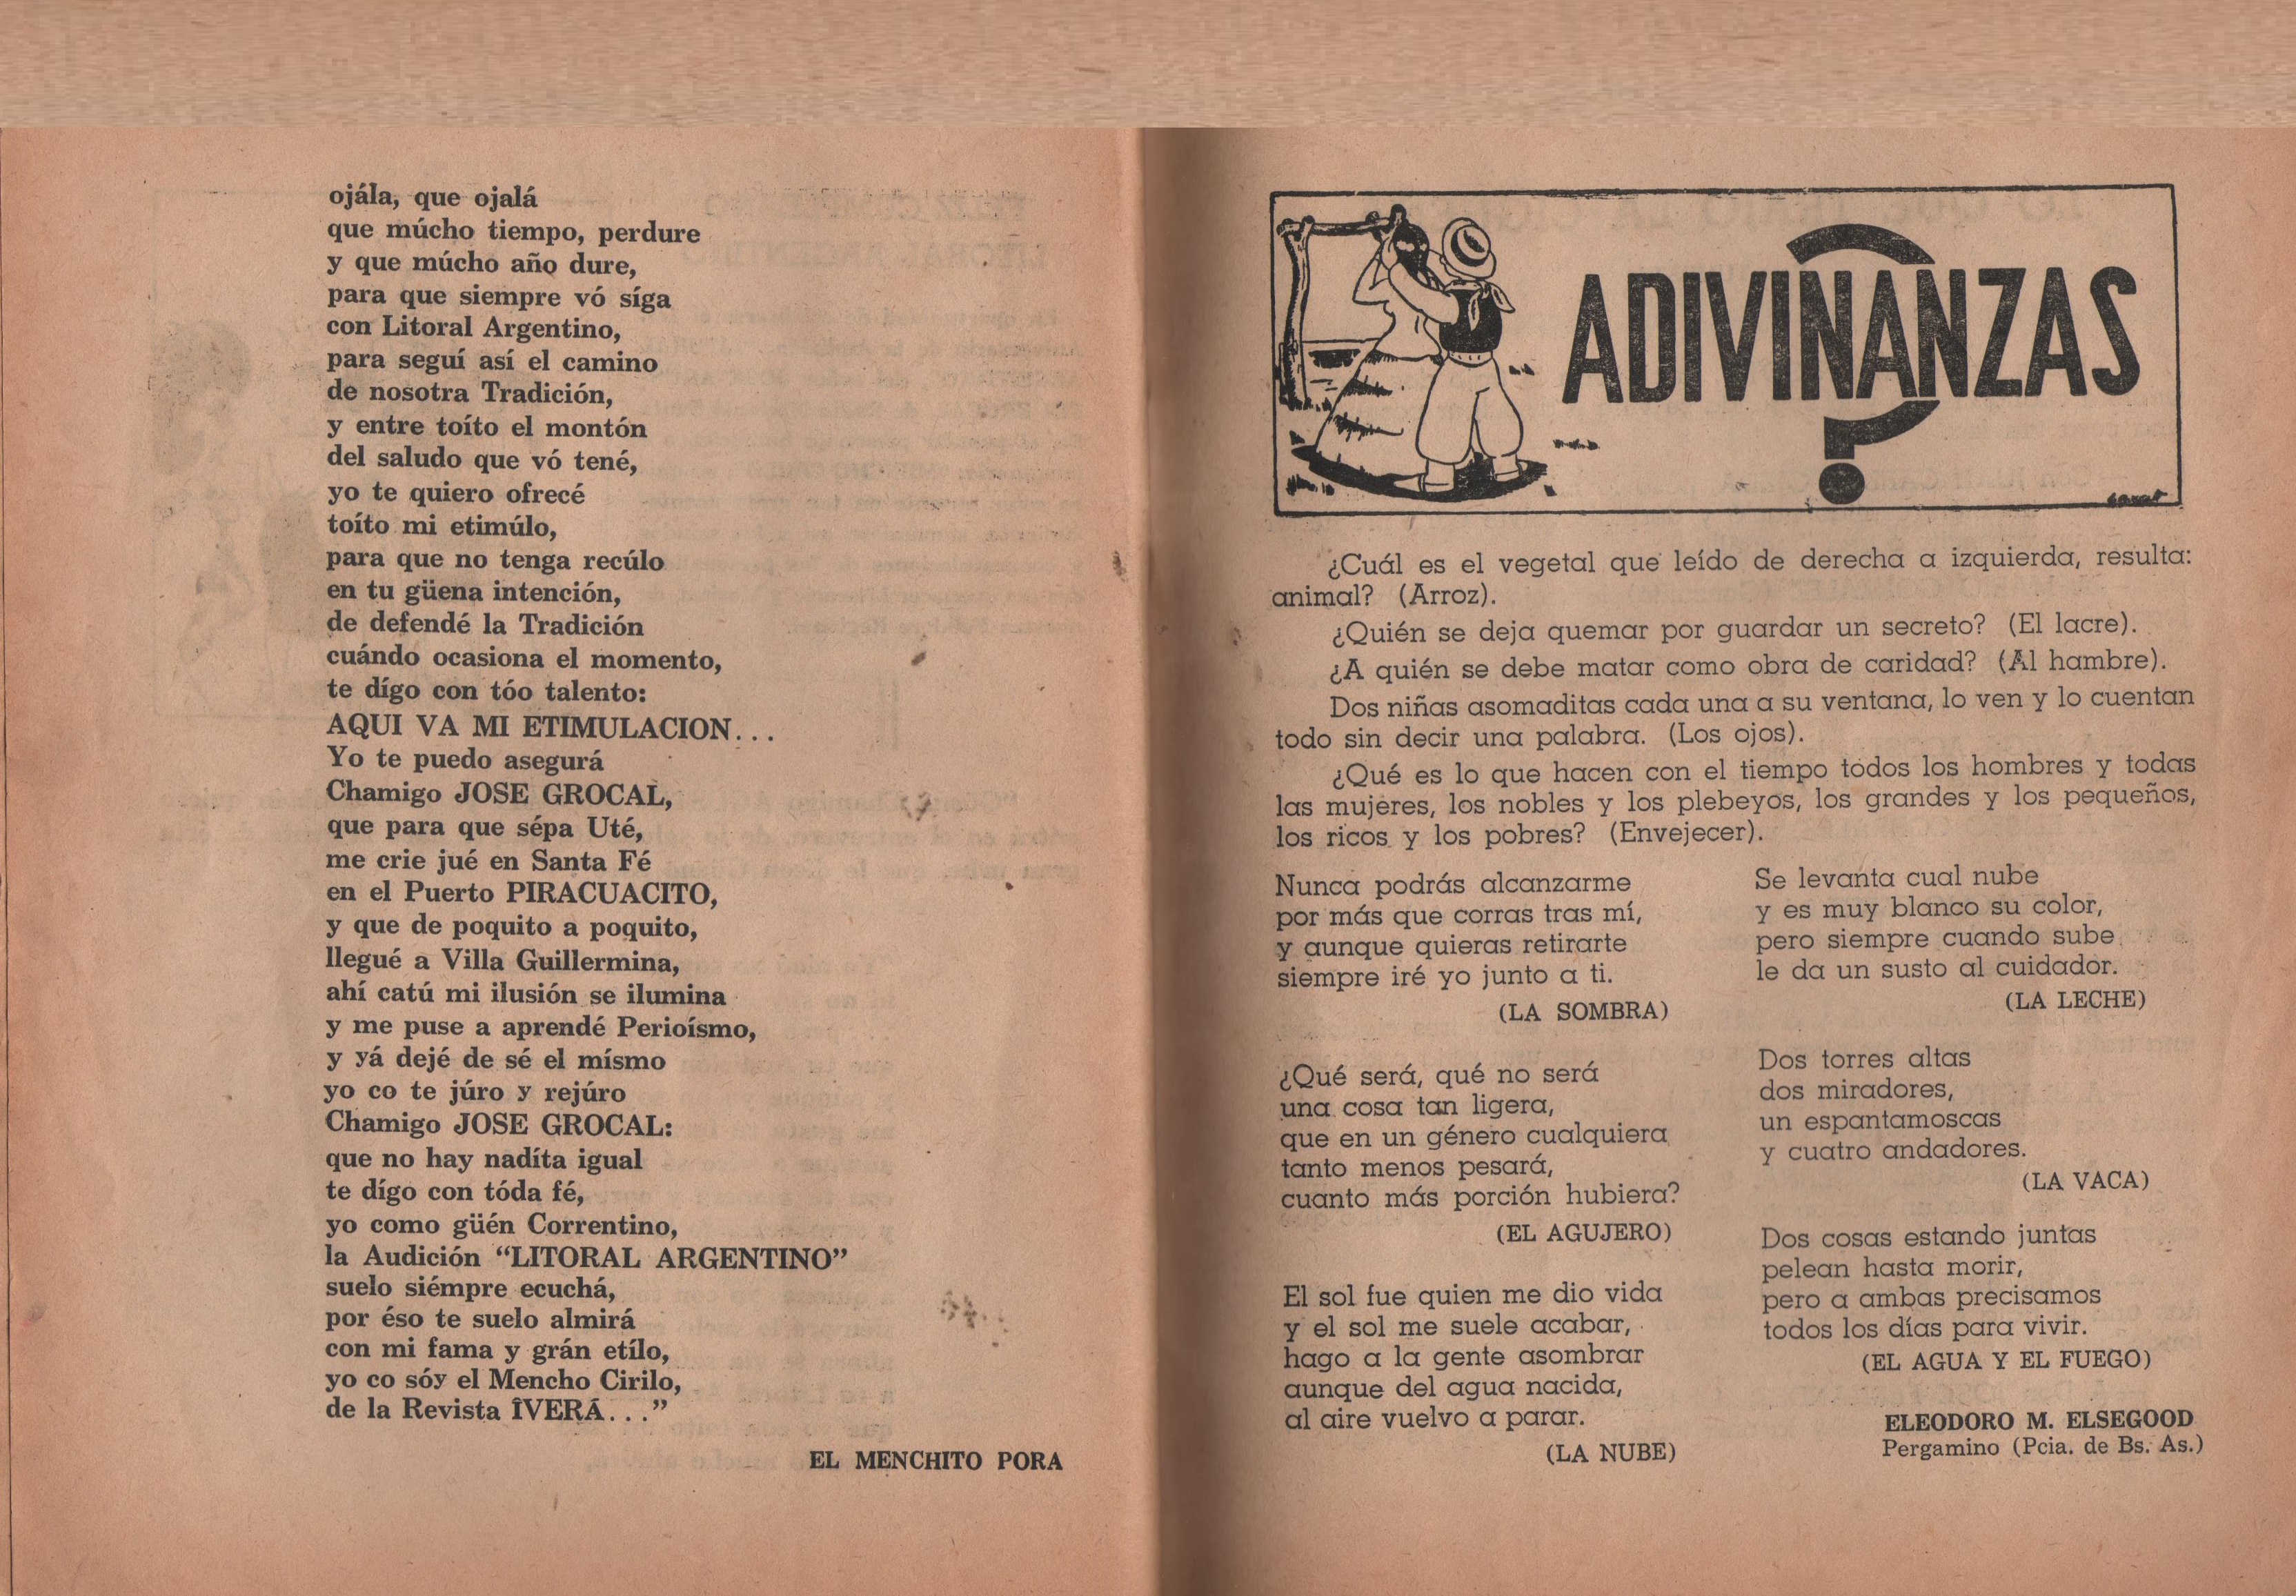 ojála, que ojalá
que múcho tiempo, perdure
y que múcho año dure,
para que siempre vó síga
con Litoral Argentino,
para seguí así el camino
de nosotra Tradición,
y entre toíto el montón
del saludo que vó tené,
yo te quiero ofrecé
toíto mi etimúlo,
para que no tenga recúlo
en tu güena intención,
de defendé la Tradición
cuándo ocasiona el momento,
te dígo con tóo talento:
AQUI VA MI ETIMULACION...
Yo te puedo asegurá
Chamigo JOSE GROCAL,
que para que sépa Uté,
me crie jué en Santa Fé
en el Puerto PIRACUACITO,
y que de poquito a poquito,
llegué a Villa Guillermina,
ahí catú mi ilusión se ilumina
y me puse a aprendé Perioísmo,
y yá dejé de sé el mísmo
yo co te júro y rejúro
Chamigo JOSE GROCAL:
que no hay nadíta igual
te dígo con tóda fé,
yo como güén Correntino,
la Audición “LITORAL ARGENTINO”
suelo siémpre ecuchá,
por éso te suelo almirá
con mi fama y grán etílo,
yo co sóy el Mencho Cirilo,
de la Revista ÎVERÁ...”
EL MENCHITO PORA
ADIVINANZAS
?
¿Cuál es el vegetal que leído de derecha a izquierda, resulta:
animal? (Arroz).
¿Quién se deja quemar por guardar un secreto? (El lacre).
¿A quién se debe matar como obra de caridad? (Al hambre).
Dos niñas asomaditas cada una a su ventana, lo ven y lo cuentan
todo sin decir una palabra. (Los ojos).
¿Qué es lo que hacen con el tiempo todos los hombres y todas
las mujeres, los nobles y los plebeyos, los grandes y los pequeños,
los ricos y los pobres? (Envejecer).
Nunca podrás alcanzarme
por más que corras tras mí,
y aunque quieras retirarte
siempre iré yo junto a ti.
(LA SOMBRA)
¿Qué será, qué no será
una cosa tan ligera,
que en un género cualquiera
tanto menos pesará,
cuanto más porción hubiera?
(EL AGUJERO)
El sol fue quien me dio vida
y el sol me suele acabar,
hago a la gente asombrar
aunque del agua nacida,
al aire vuelvo a parar.
(LA NUBE)
Se levanta cual nube
y es muy blanco su color,
pero siempre cuando sube
le da un susto al cuidador.
(LA LECHE)
Dos torres altas
dos miradores,
un espantamoscas
y cuatro andadores.
(LA VACA)
Dos cosas estando juntas
pelean hasta morir,
pero a ambas precisamos
todos los días para vivir.
(EL AGUA Y EL FUEGO)
ELEODORO M. ELSEGOOD
Pergamino (Pcia. de Bs. As.)